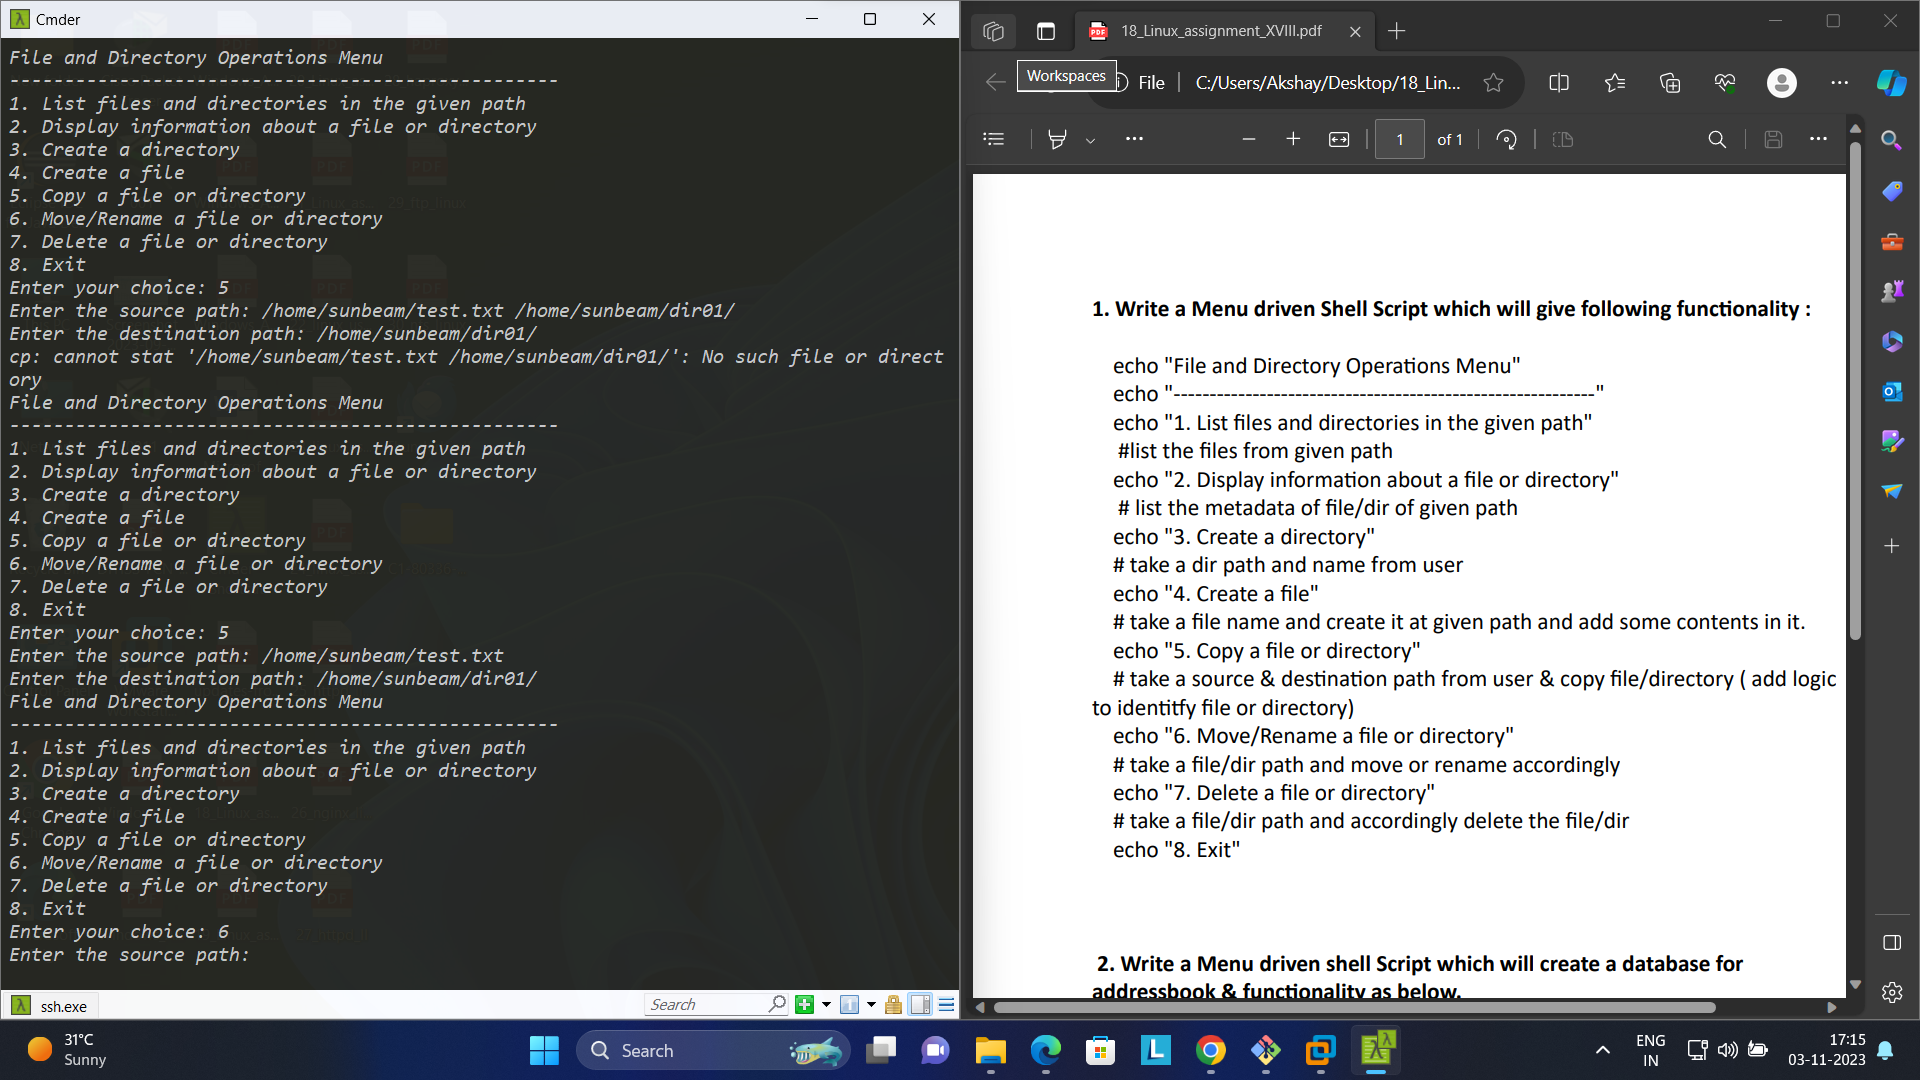 Cmder
File and Directory Operations Menu
--------------------------------------------------
1. List files and directories in the given path
2. Display information about a file or directory
3. Create a directory
4. Create a file
5. Copy a file or directory
6. Move/Rename a file or directory
7. Delete a file or directory
8. Exit
Enter your choice: 5
Enter the source path: /home/sunbeam/test.txt /home/sunbeam/dir01/
Enter the destination path: /home/sunbeam/dir01/
cp: cannot stat '/home/sunbeam/test.txt /home/sunbeam/dir01/': No such file or direct
ory
File and Directory Operations Menu
--------------------------------------------------
1. List files and directories in the given path
2. Display information about a file or directory
3. Create a directory
4. Create a file
5. Copy a file or directory
6. Move/Rename a file or directory
7. Delete a file or directory
8. Exit
Enter your choice: 5
Enter the source path: /home/sunbeam/test.txt
Enter the destination path: /home/sunbeam/dir01/
File and Directory Operations Menu
--------------------------------------------------
1. List files and directories in the given path
2. Display information about a file or directory
3. Create a directory
4. Create a file
5. Copy a file or directory
6. Move/Rename a file or directory
7. Delete a file or directory
8. Exit
Enter your choice: 6
Enter the source path:
ssh.exe
Search
18_Linux_assignment_XVIII.pdf
Workspaces
File
C:/Users/Akshay/Desktop/18_Lin...
1 of 1
1. Write a Menu driven Shell Script which will give following functionality :
echo "File and Directory Operations Menu"
echo "-----------------------------------------------------------"
echo "1. List files and directories in the given path"
#list the files from given path
echo "2. Display information about a file or directory"
# list the metadata of file/dir of given path
echo "3. Create a directory"
# take a dir path and name from user
echo "4. Create a file"
# take a file name and create it at given path and add some contents in it.
echo "5. Copy a file or directory"
# take a source & destination path from user & copy file/directory ( add logic
to identitfy file or directory)
echo "6. Move/Rename a file or directory"
# take a file/dir path and move or rename accordingly
echo "7. Delete a file or directory"
# take a file/dir path and accordingly delete the file/dir
echo "8. Exit"
2. Write a Menu driven shell Script which will create a database for
addressbook & functionality as below.
31°C
Sunny
Search
ENG
IN
17:15
03-11-2023